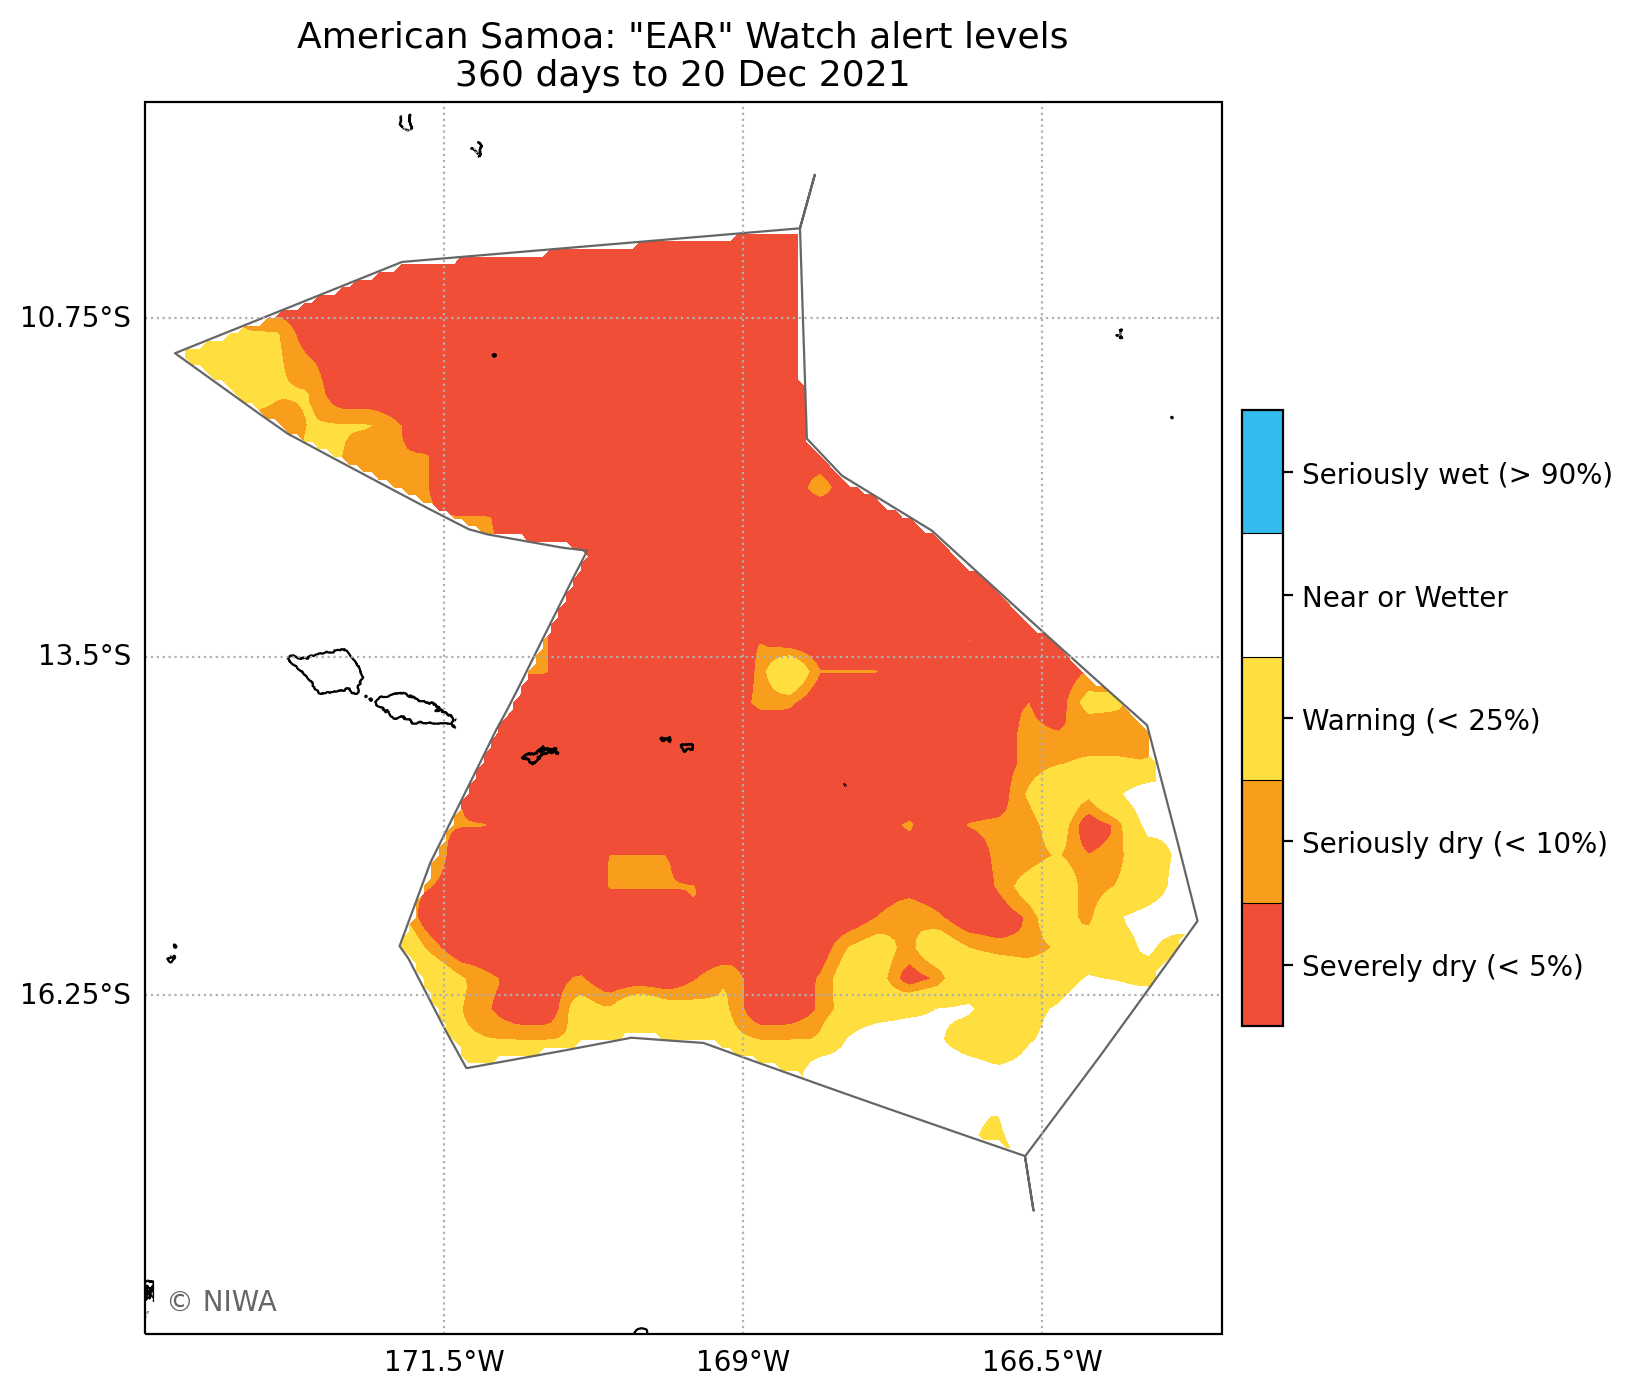 American Samoa: "EAR" Watch alert levels
360 days to 20 Dec 2021
10.75°S
13.5°S
16.25°S
171.5°W
169°W
166.5°W
Seriously wet (> 90%)
Near or Wetter
Warning (< 25%)
Seriously dry (< 10%)
Severely dry (< 5%)
© NIWA